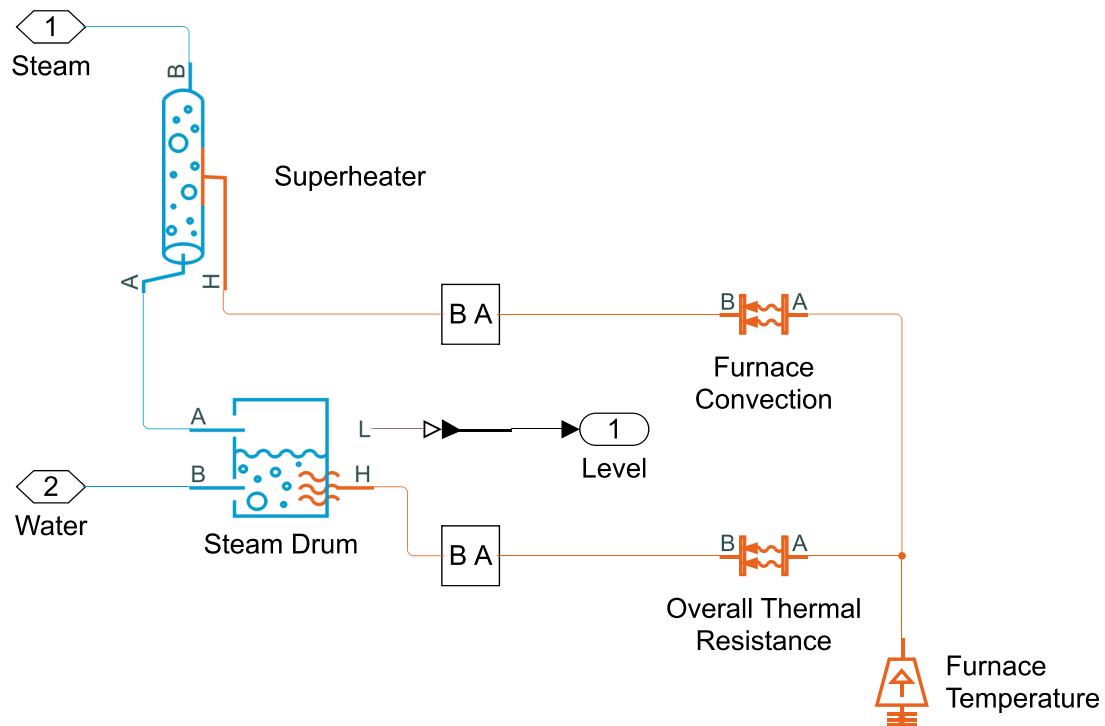 1
Steam
B
Superheater
A
H
B A
B
A
Furnace
Convection
A
L
1
Level
B
H
2
Water
Steam Drum
B A
B
A
Overall Thermal
Resistance
Furnace
Temperature